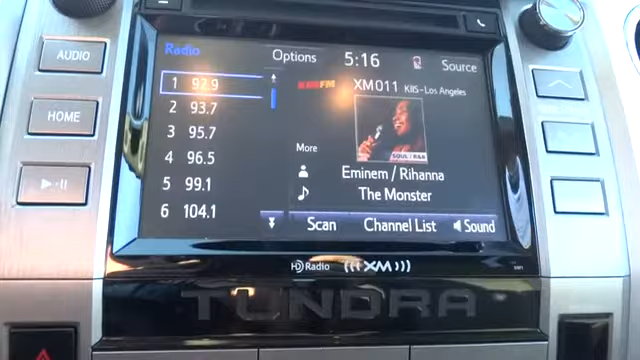 AUDIO
HOME
Radio
Options
5:16
Source
1 92.9
2 93.7
3 95.7
4 96.5
5 99.1
6 104.1
XM011 KIIS-Los Angeles
SOUL / R&B
More
Eminem / Rihanna
The Monster
Scan
Channel List
Sound
HD Radio
((( XM )))
TUNDRA